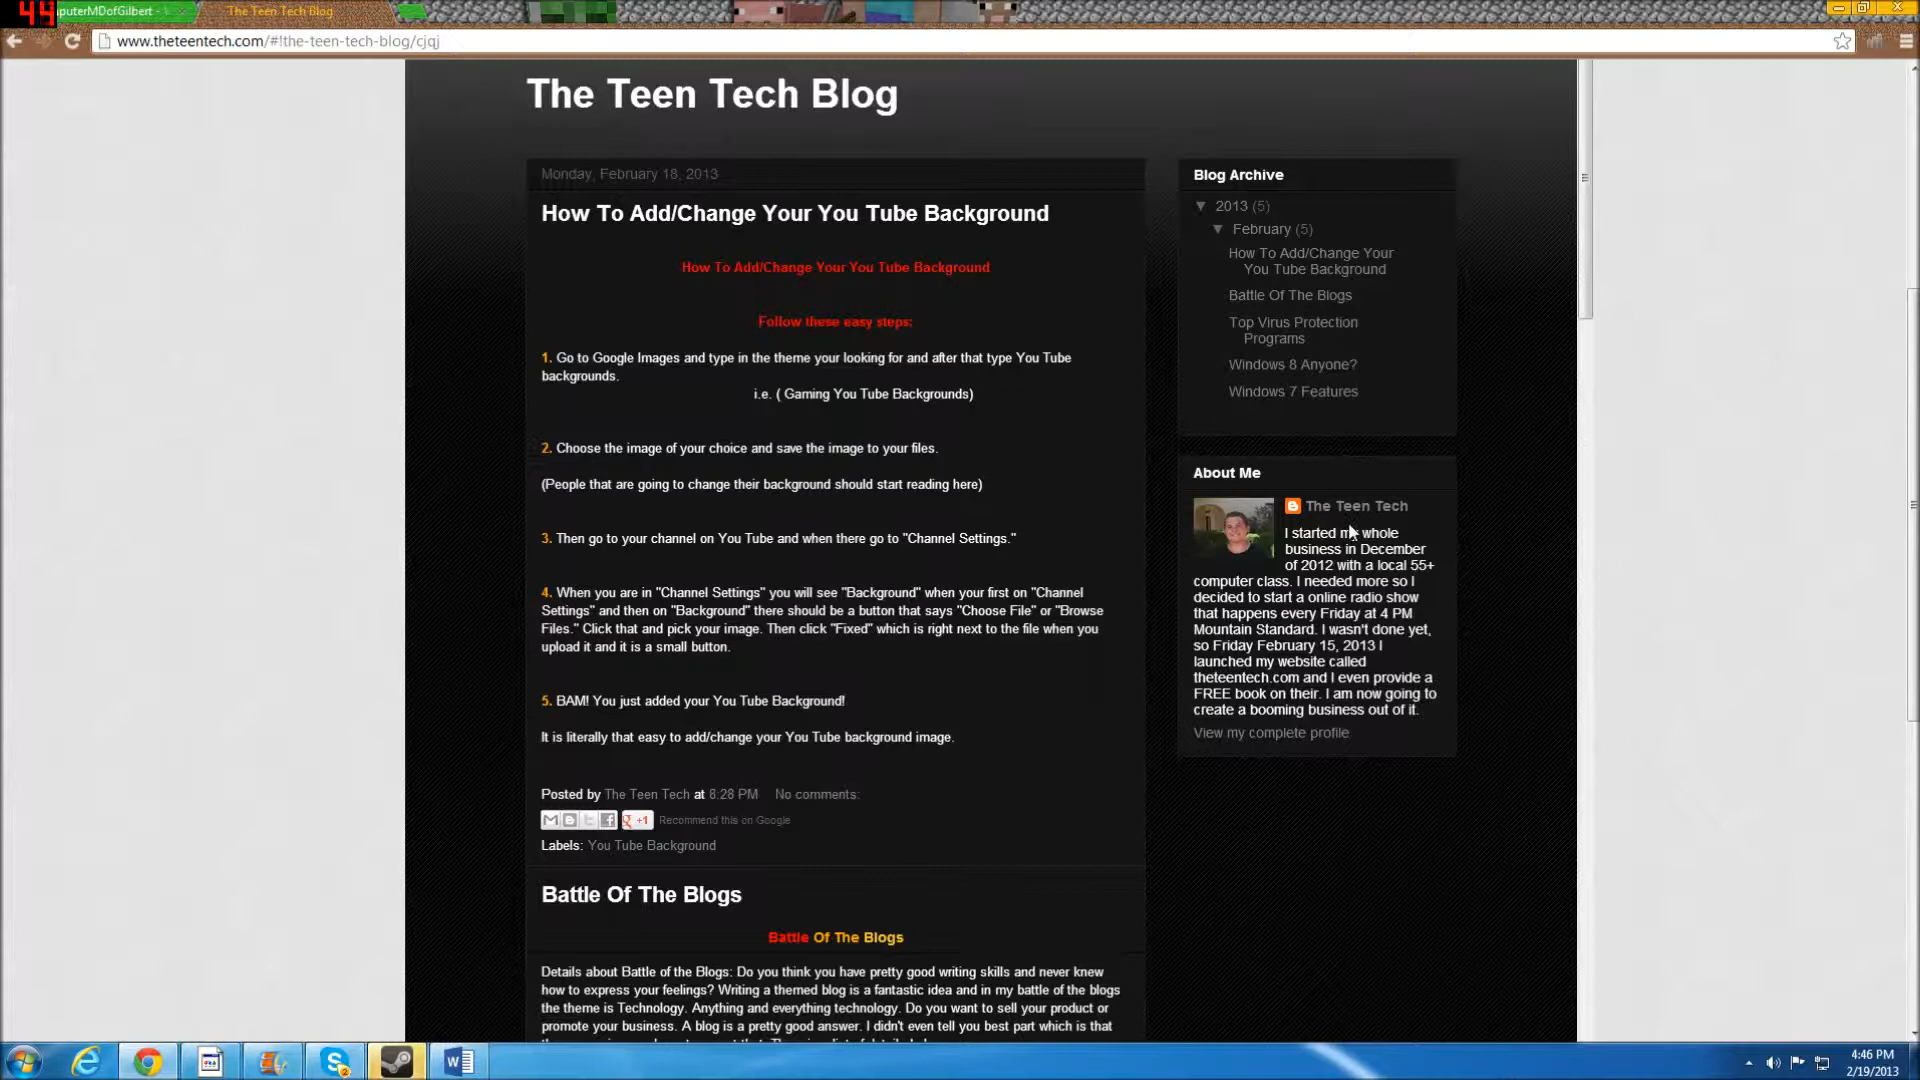 44
puterMDofGilbert -
The Teen Tech Blog
www.theteentech.com/#!the-teen-tech-blog/cjqj
The Teen Tech Blog
Monday, February 18, 2013
How To Add/Change Your You Tube Background
How To Add/Change Your You Tube Background
Follow these easy steps:
1. Go to Google Images and type in the theme your looking for and after that type You Tube
backgrounds.
i.e. ( Gaming You Tube Backgrounds)
2. Choose the image of your choice and save the image to your files.
(People that are going to change their background should start reading here)
3. Then go to your channel on You Tube and when there go to "Channel Settings."
4. When you are in "Channel Settings" you will see "Background" when your first on "Channel
Settings" and then on "Background" there should be a button that says "Choose File" or "Browse
Files." Click that and pick your image. Then click "Fixed" which is right next to the file when you
upload it and it is a small button.
5. BAM! You just added your You Tube Background!
It is literally that easy to add/change your You Tube background image.
Posted by The Teen Tech at 8:28 PM No comments:
+1 Recommend this on Google
Labels: You Tube Background
Battle Of The Blogs
Battle Of The Blogs
Details about Battle of the Blogs: Do you think you have pretty good writing skills and never knew
how to express your feelings? Writing a themed blog is a fantastic idea and in my battle of the blogs
the theme is Technology. Anything and everything technology. Do you want to sell your product or
promote your business. A blog is a pretty good answer. I didn't even tell you best part which is that
Blog Archive
▼ 2013 (5)
▼ February (5)
How To Add/Change Your
You Tube Background
Battle Of The Blogs
Top Virus Protection
Programs
Windows 8 Anyone?
Windows 7 Features
About Me
The Teen Tech
I started my whole
business in December
of 2012 with a local 55+
computer class. I needed more so I
decided to start a online radio show
that happens every Friday at 4 PM
Mountain Standard. I wasn't done yet,
so Friday February 15, 2013 I
launched my website called
theteentech.com and I even provide a
FREE book on their. I am now going to
create a booming business out of it.
View my complete profile
4:46 PM
2/19/2013